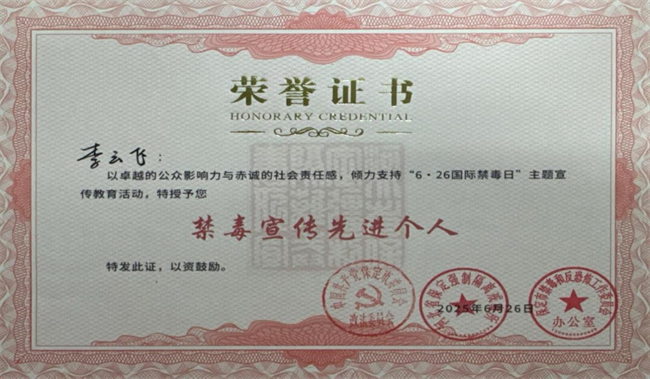 荣誉证书
HONORARY CREDENTIAL
李云飞：
以卓越的公众影响力与赤诚的社会责任感，倾力支持“6·26国际禁毒日”主题宣
传教育活动，特授予您
禁毒宣传先进个人
特发此证，以资鼓励。
2025年6月26日
办公室